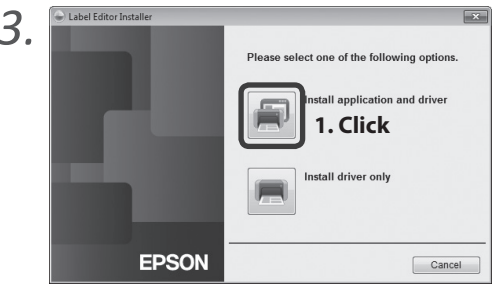 3.
Label Editor Installer
Please select one of the following options.
Install application and driver
1. Click
Install driver only
EPSON
Cancel